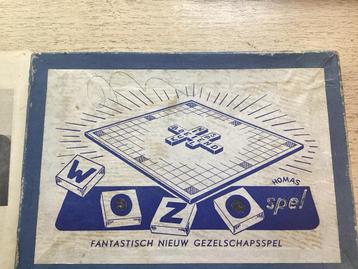 W O Z O
HOMAS
spel
FANTASTISCH NIEUW GEZELSCHAPSSPEL